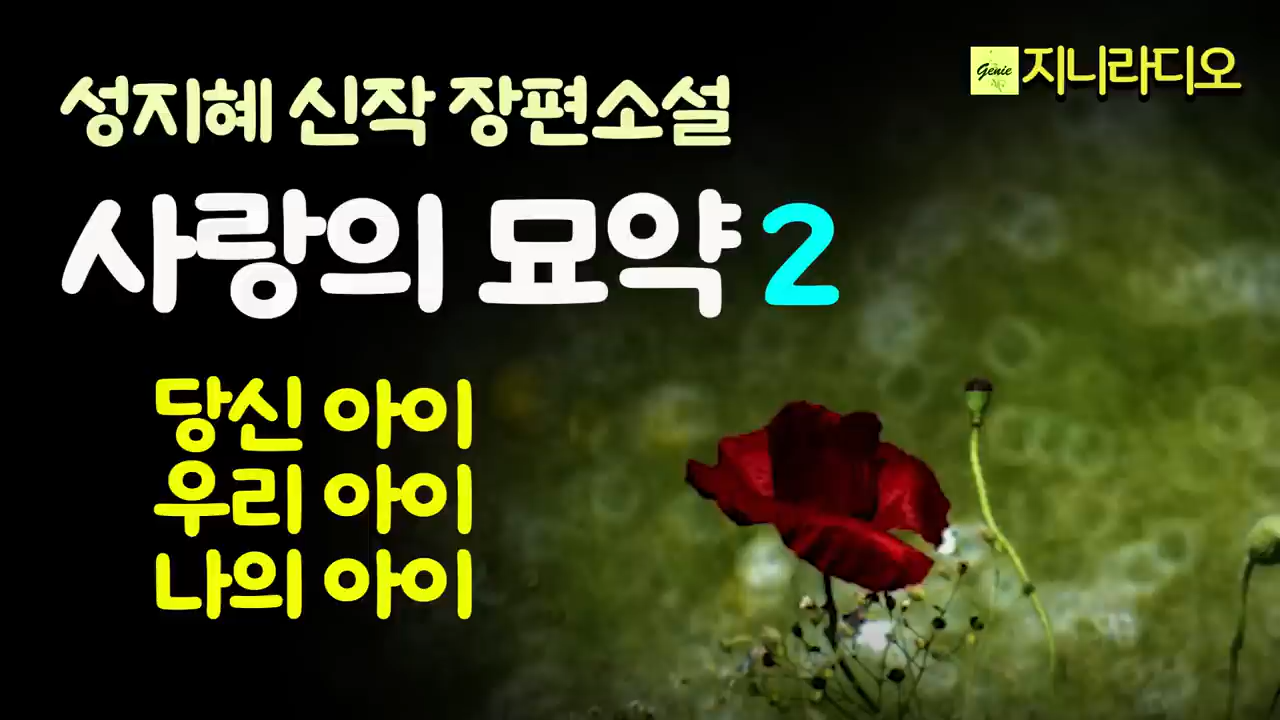 Genie 지니라디오
성지혜 신작 장편소설
사랑의 묘약 2
당신 아이
우리 아이
나의 아이